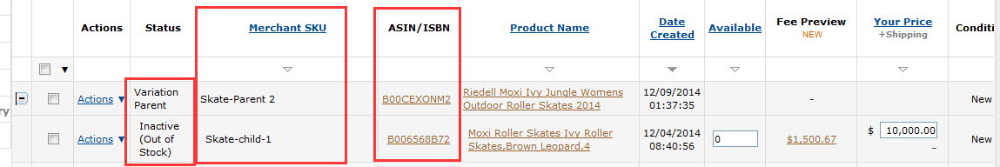 Actions Status Merchant SKU ASIN/ISBN Product Name Date Created Available Fee Preview NEW Your Price +Shipping Conditi
ry
Variation Parent
Actions
Skate-Parent 2
B00CEXONM2
Riedell Moxi Ivy Jungle Womens
Outdoor Roller Skates 2014
12/09/2014
01:37:35
-
New
Inactive
(Out of
Stock)
Actions
Skate-child-1
B006568B72
Moxi Roller Skates Ivy Roller
Skates,Brown Leopard,4
12/04/2014
08:40:56
0
$1,500.67
$ 10,000.00
–
New